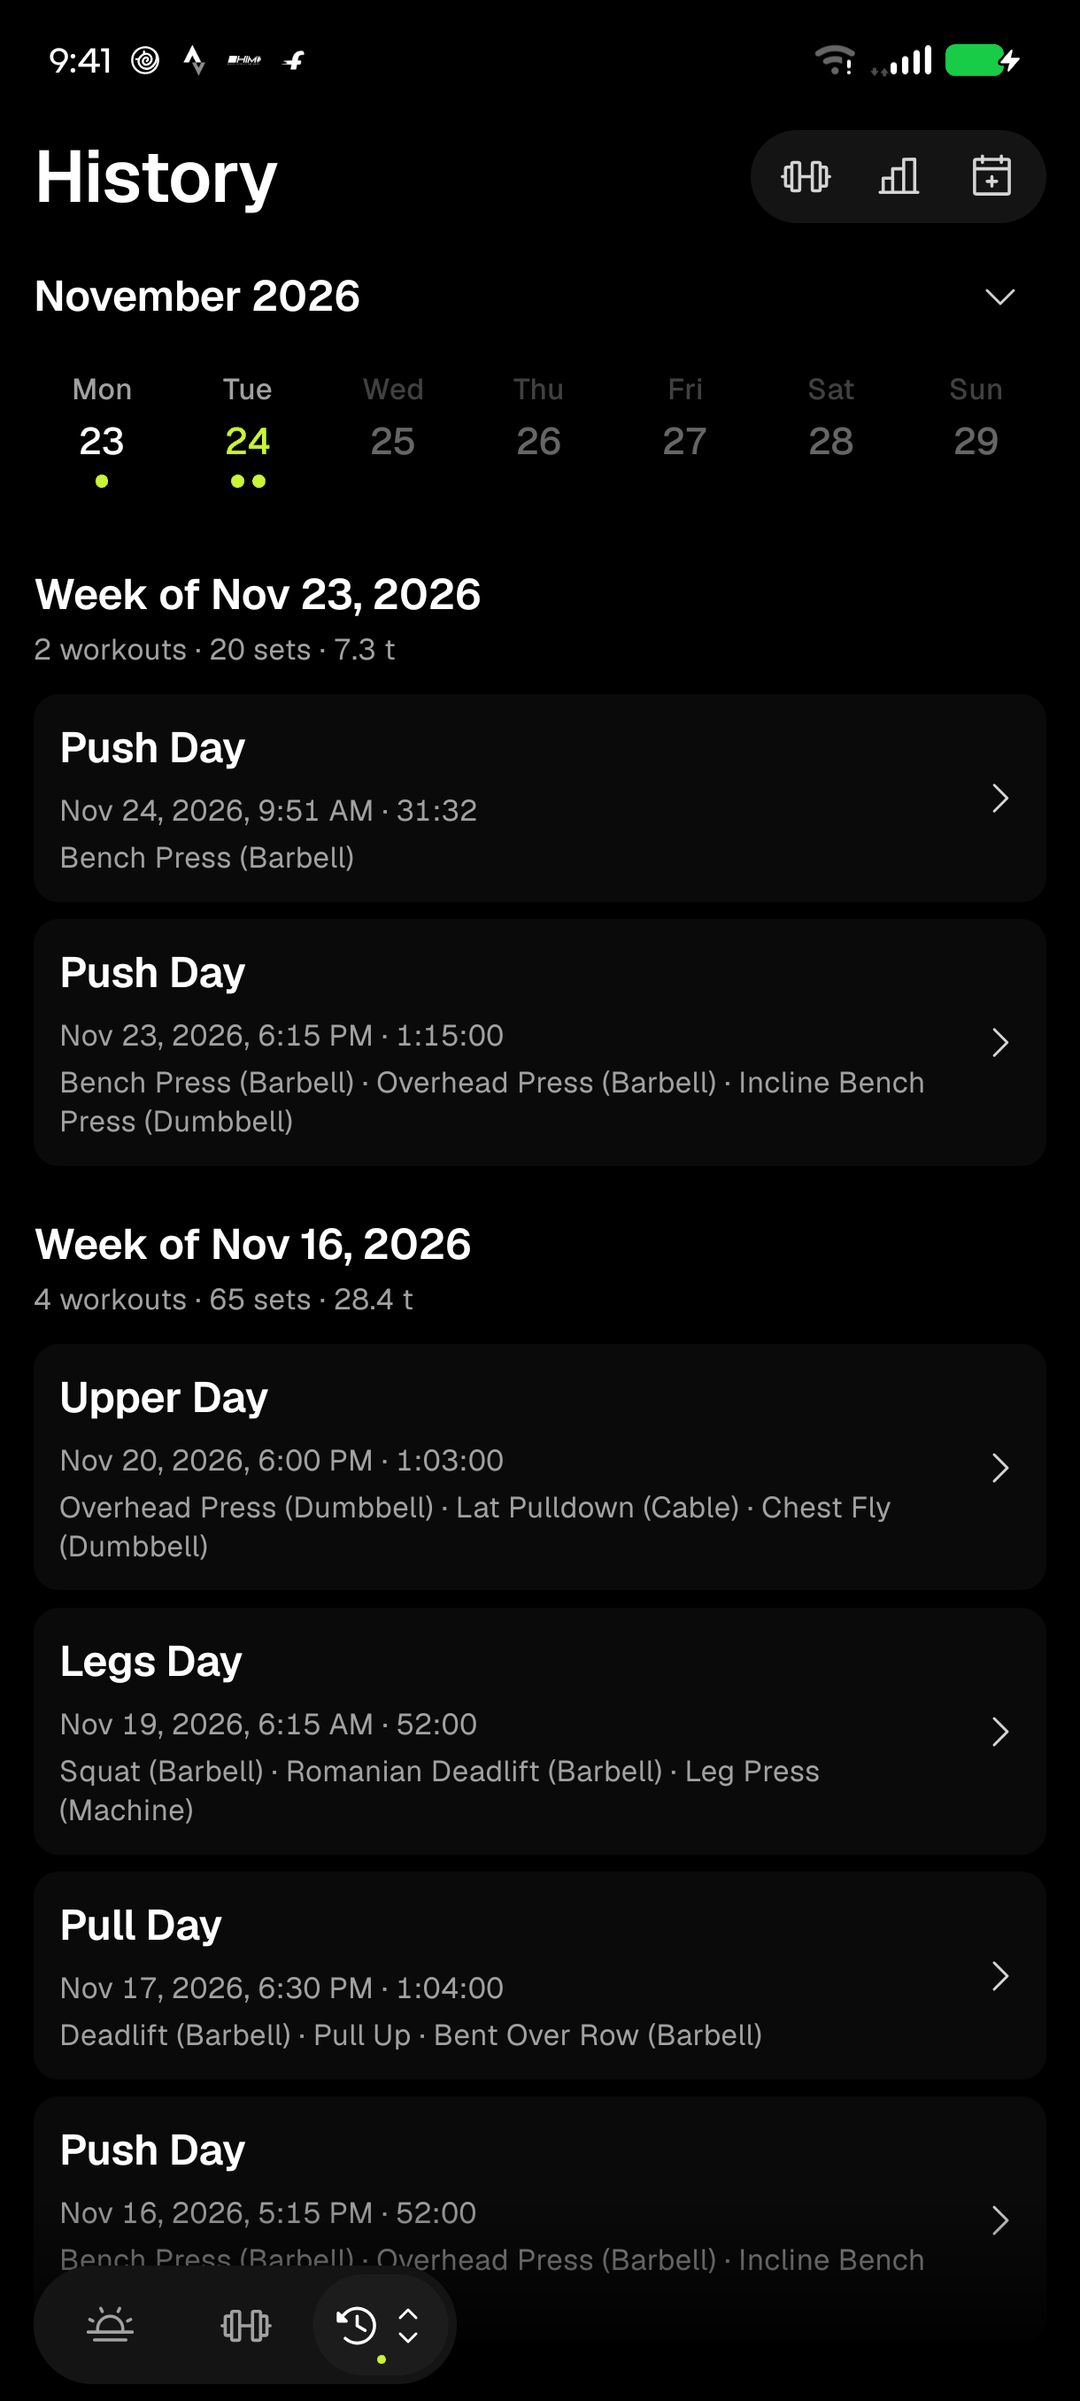 9:41
History
November 2026
Mon Tue Wed Thu Fri Sat Sun
23 24 25 26 27 28 29
Week of Nov 23, 2026
2 workouts · 20 sets · 7.3 t
Push Day
Nov 24, 2026, 9:51 AM · 31:32
Bench Press (Barbell)
Push Day
Nov 23, 2026, 6:15 PM · 1:15:00
Bench Press (Barbell) · Overhead Press (Barbell) · Incline Bench
Press (Dumbbell)
Week of Nov 16, 2026
4 workouts · 65 sets · 28.4 t
Upper Day
Nov 20, 2026, 6:00 PM · 1:03:00
Overhead Press (Dumbbell) · Lat Pulldown (Cable) · Chest Fly
(Dumbbell)
Legs Day
Nov 19, 2026, 6:15 AM · 52:00
Squat (Barbell) · Romanian Deadlift (Barbell) · Leg Press
(Machine)
Pull Day
Nov 17, 2026, 6:30 PM · 1:04:00
Deadlift (Barbell) · Pull Up · Bent Over Row (Barbell)
Push Day
Nov 16, 2026, 5:15 PM · 52:00
Bench Press (Barbell) · Overhead Press (Barbell) · Incline Bench